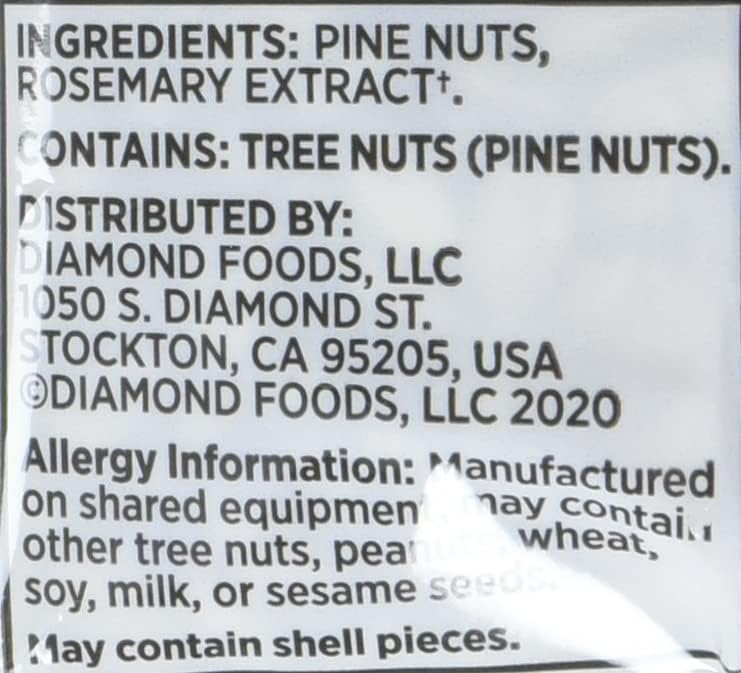 INGREDIENTS: PINE NUTS,
ROSEMARY EXTRACT†.
CONTAINS: TREE NUTS (PINE NUTS).
DISTRIBUTED BY:
DIAMOND FOODS, LLC
1050 S. DIAMOND ST.
STOCKTON, CA 95205, USA
©DIAMOND FOODS, LLC 2020
Allergy Information: Manufactured
on shared equipment, may contain
other tree nuts, peanuts, wheat,
soy, milk, or sesame seeds.
May contain shell pieces.